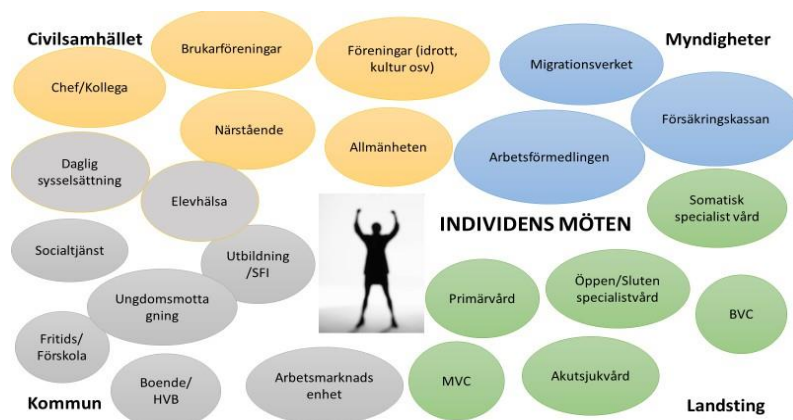 Civilsamhället
Brukarföreningar
Föreningar (idrott,
kultur osv)
Myndigheter
Migrationsverket
Chef/Kollega
Närstående
Allmänheten
Arbetsförmedlingen
Försäkringskassan
Daglig
sysselsättning
Elevhälsa
Somatisk
specialist vård
INDIVIDENS MÖTEN
Socialtjänst
Utbildning
/SFI
Ungdomsmotta
gning
Primärvård
Öppen/Sluten
specialistvård
BVC
Fritids/
Förskola
Boende/
HVB
Arbetsmarknads
enhet
MVC
Akutsjukvård
Kommun
Landsting